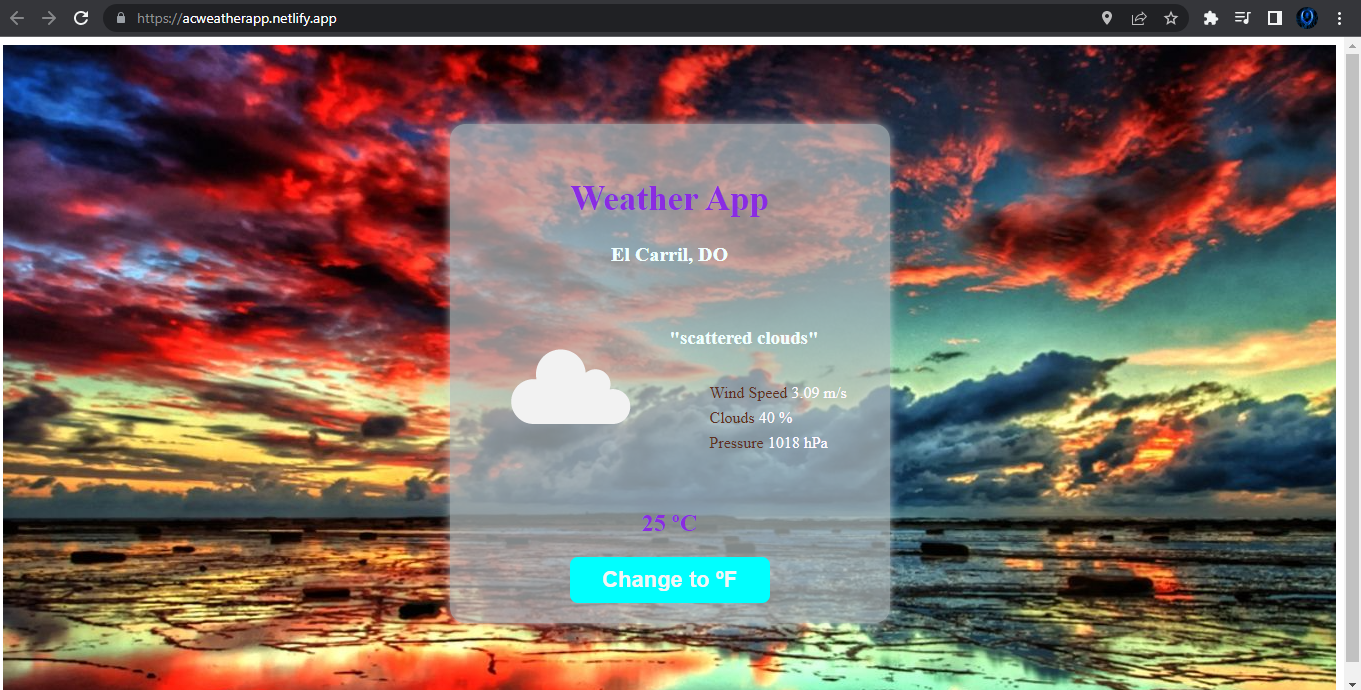 https://acweatherapp.netlify.app
Weather App
El Carril, DO
"scattered clouds"
Wind Speed 3.09 m/s
Clouds 40 %
Pressure 1018 hPa
25 ºC
Change to ºF